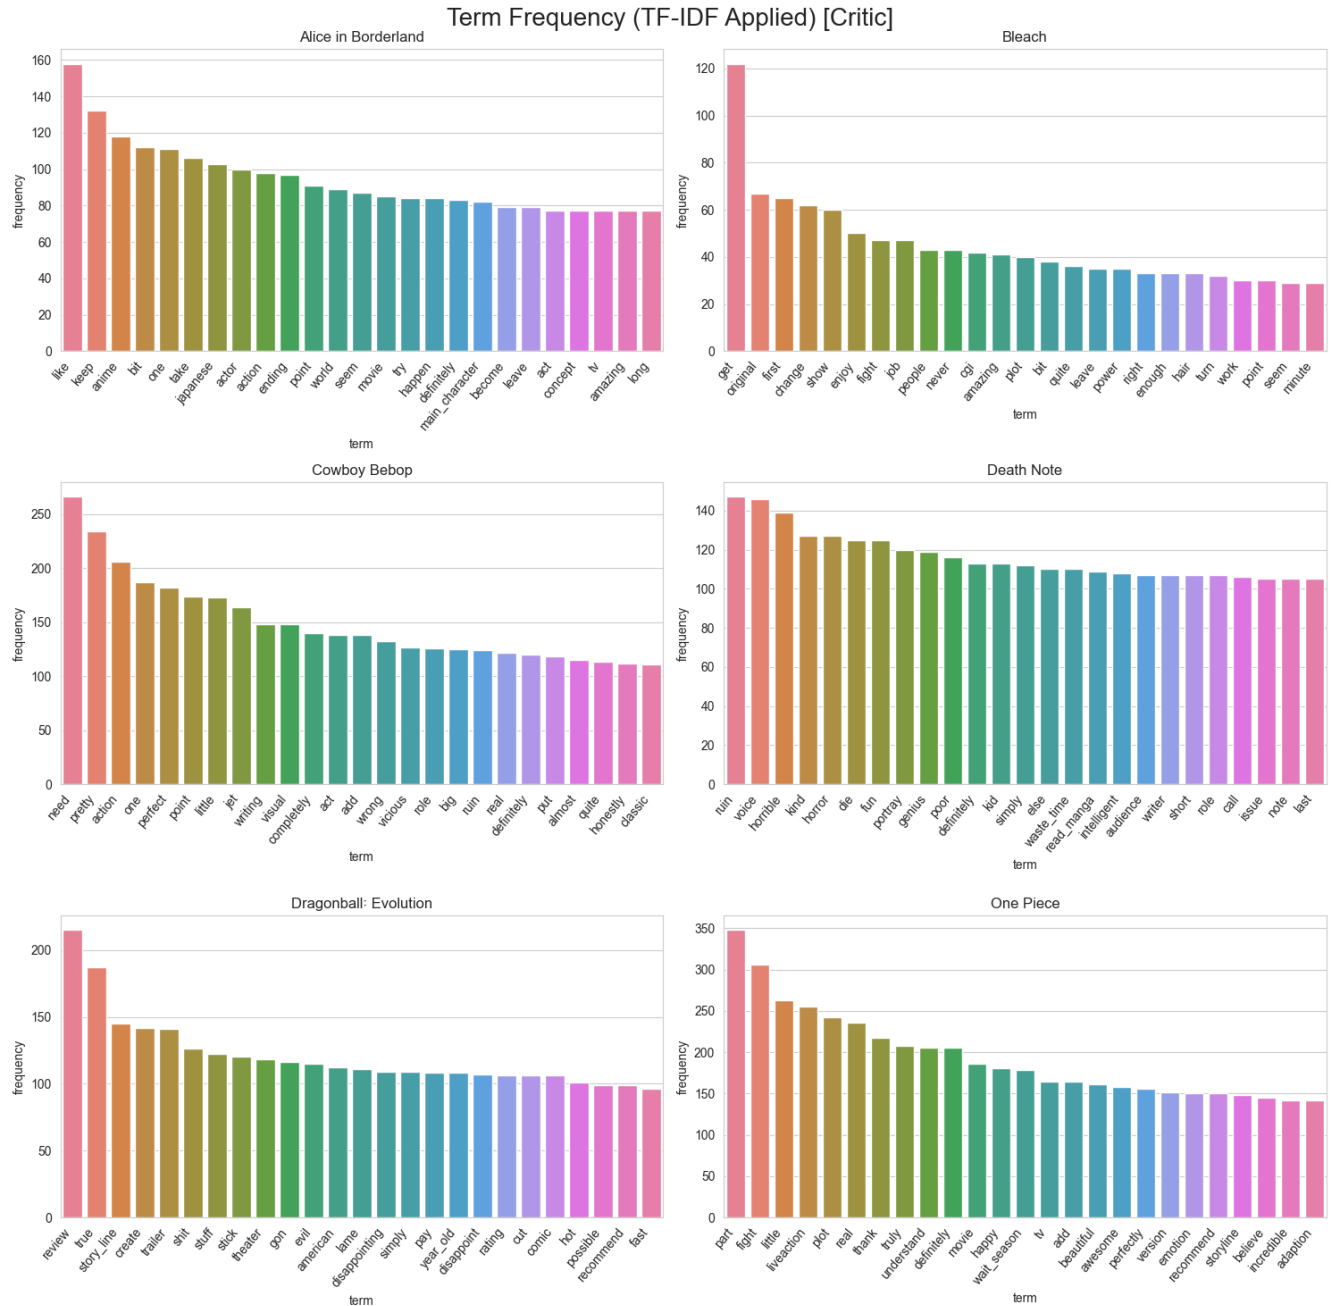 Term Frequency (TF-IDF Applied) [Critic]
Alice in Borderland
frequency
160
140
120
100
80
60
40
20
0
like keep anime bit one take japanese actor action ending point world seem movie try happen definitely main_character become leave act concept tv amazing long
term
Bleach
frequency
120
100
80
60
40
20
0
get original first change show enjoy fight job people never cgi amazing plot bit quite leave power right enough hair turn work point seem minute
term
Cowboy Bebop
frequency
250
200
150
100
50
0
need pretty action one perfect point little jet writing visual completely act add wrong vicious role big ruin real definitely put almost quite honestly classic
term
Death Note
frequency
140
120
100
80
60
40
20
0
ruin voice horrible kind horror die fun portray genius poor definitely kid simply else waste_time read_manga intelligent audience writer short role call issue note last
term
Dragonball: Evolution
frequency
200
150
100
50
0
review true story_line create trailer shit stuff stick theater gon evil american lame disappointing simply pay year_old disappoint rating cut comic hot possible recommend fast
term
One Piece
frequency
350
300
250
200
150
100
50
0
part fight little liveaction plot real thank truly understand definitely movie happy wait_season tv add beautiful awesome perfectly version emotion recommend storyline believe incredible adaption
term